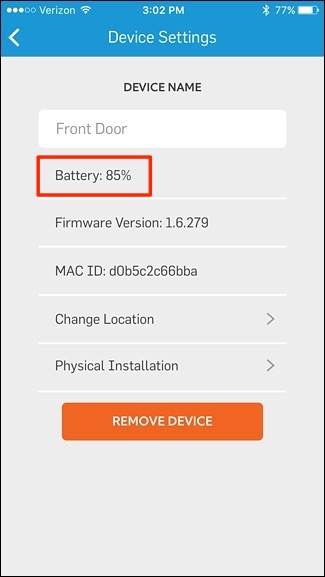 Verizon 3:02 PM 77%
Device Settings
DEVICE NAME
Front Door
Battery: 85%
Firmware Version: 1.6.279
MAC ID: d0b5c2c66bba
Change Location
Physical Installation
REMOVE DEVICE